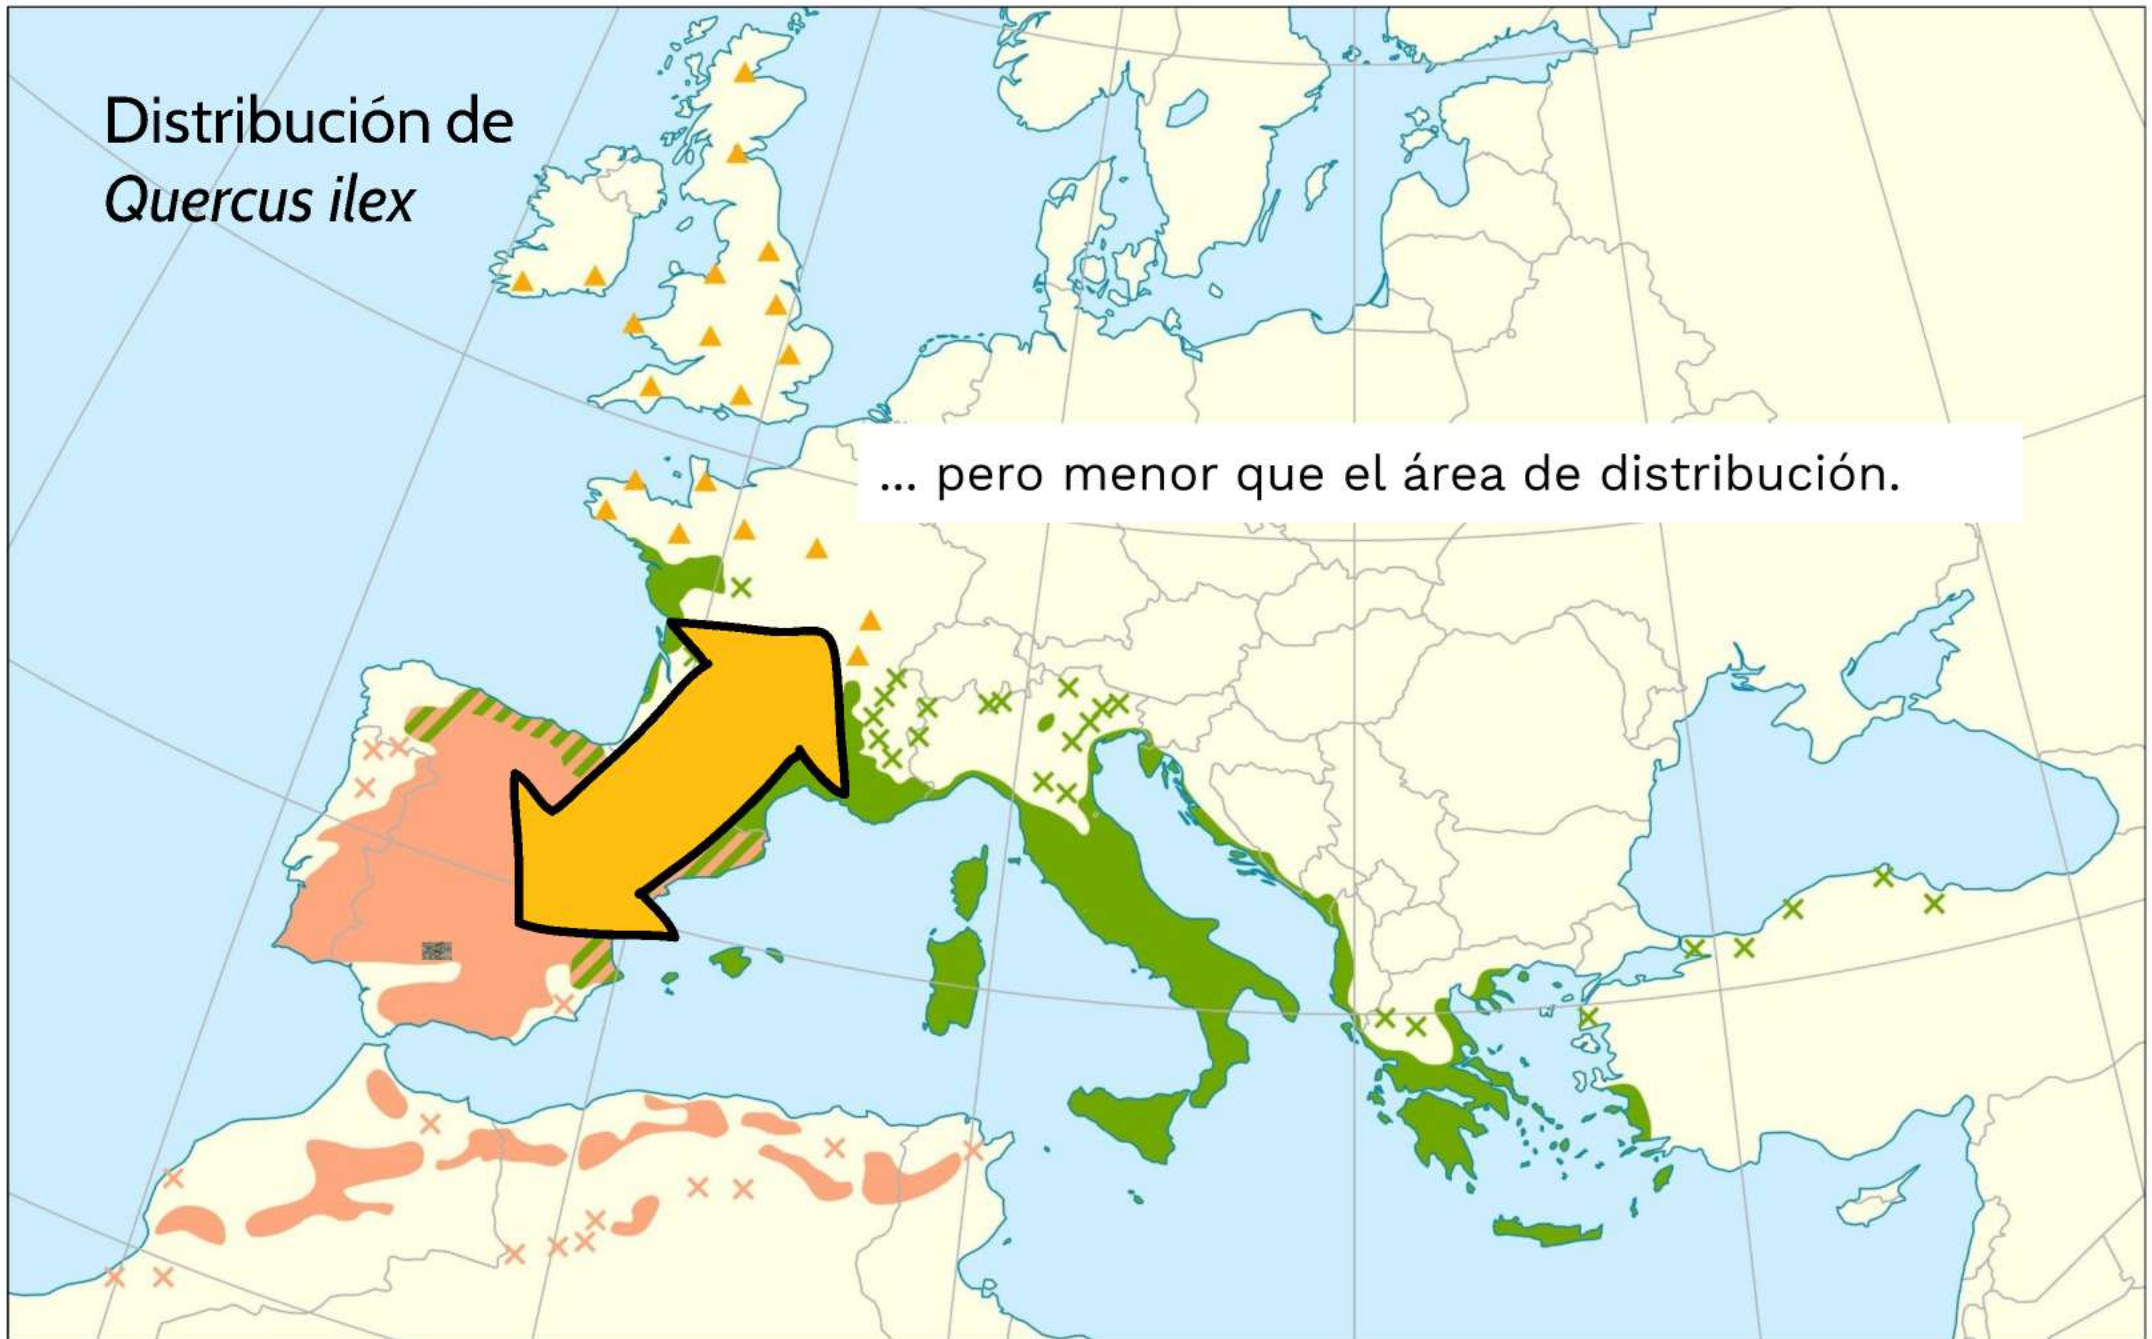 Distribución de
Quercus ilex
... pero menor que el área de distribución.